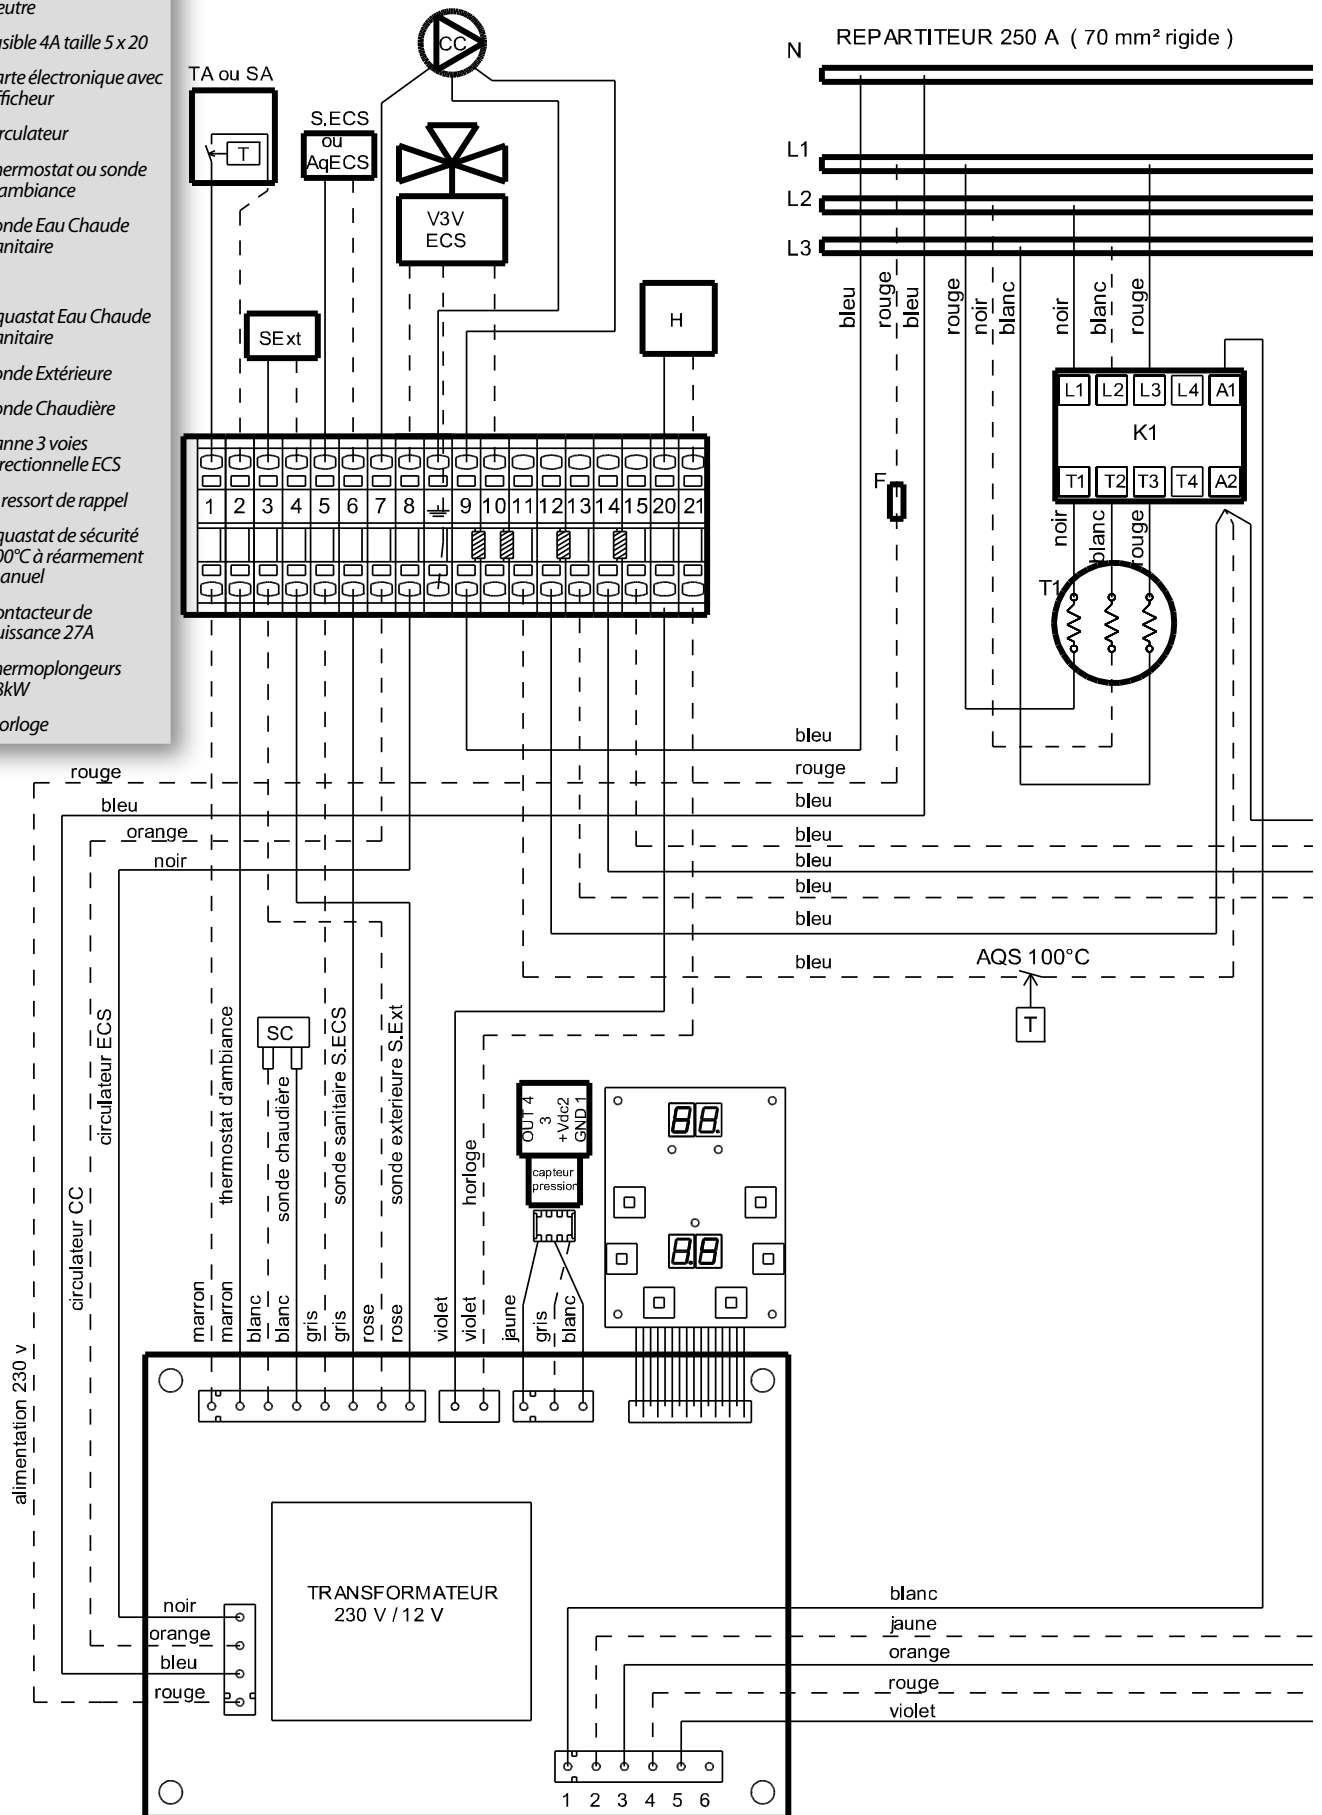 eutre
sible 4A taille 5 x 20
arte électronique avec
fficheur
rculateur
hermostat ou sonde
ambiance
onde Eau Chaude
anitaire
quastat Eau Chaude
anitaire
onde Extérieure
onde Chaudière
anne 3 voies
rectionnelle ECS
ressort de rappel
quastat de sécurité
00°C à réarmement
anuel
ontacteur de
uissance 27A
hermoplongeurs
8kW
orloge
TA ou SA
T
S.ECS
ou
AqECS
CC
V3V
ECS
SExt
H
N
REPARTITEUR 250 A ( 70 mm² rigide )
L1
L2
L3
bleu
rouge
bleu
rouge
noir
blanc
noir
blanc
rouge
L1 L2 L3 L4 A1
K1
T1 T2 T3 T4 A2
noir
blanc
rouge
T1
F
1 2 3 4 5 6 7 8 9 10 11 12 13 14 15 20 21
bleu
rouge
rouge
bleu
bleu
orange
bleu
noir
bleu
bleu
bleu
bleu
AQS 100°C
T
alimentation 230 v
circulateur CC
circulateur ECS
thermostat d'ambiance
SC
sonde chaudière
sonde sanitaire S.ECS
sonde exterieure S.Ext
horloge
OUT 4
3
+Vdc2
GND 1
capteur
pression
marron
marron
blanc
blanc
gris
gris
rose
rose
violet
violet
jaune
gris
blanc
88.
8.8
TRANSFORMATEUR
230 V / 12 V
noir
orange
bleu
rouge
blanc
jaune
orange
rouge
violet
1 2 3 4 5 6